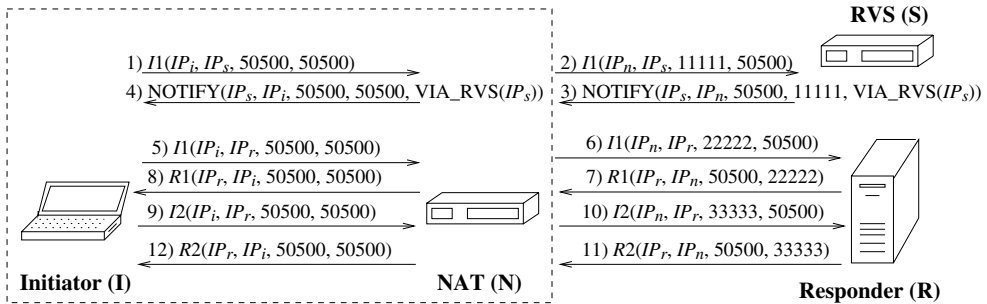 RVS (S)
1) I1(IPi, IPs, 50500, 50500)
2) I1(IPn, IPs, 11111, 50500)
4) NOTIFY(IPs, IPi, 50500, 50500, VIA_RVS(IPs))
3) NOTIFY(IPs, IPn, 50500, 11111, VIA_RVS(IPs)
5) I1(IPi, IPr, 50500, 50500)
6) I1(IPn, IPr, 22222, 50500)
8) R1(IPr, IPi, 50500, 50500)
7) R1(IPr, IPn, 50500, 22222)
9) I2(IPi, IPr, 50500, 50500)
10) I2(IPn, IPr, 33333, 50500)
12) R2(IPr, IPi, 50500, 50500)
11) R2(IPr, IPn, 50500, 33333)
Initiator (I)
NAT (N)
Responder (R)